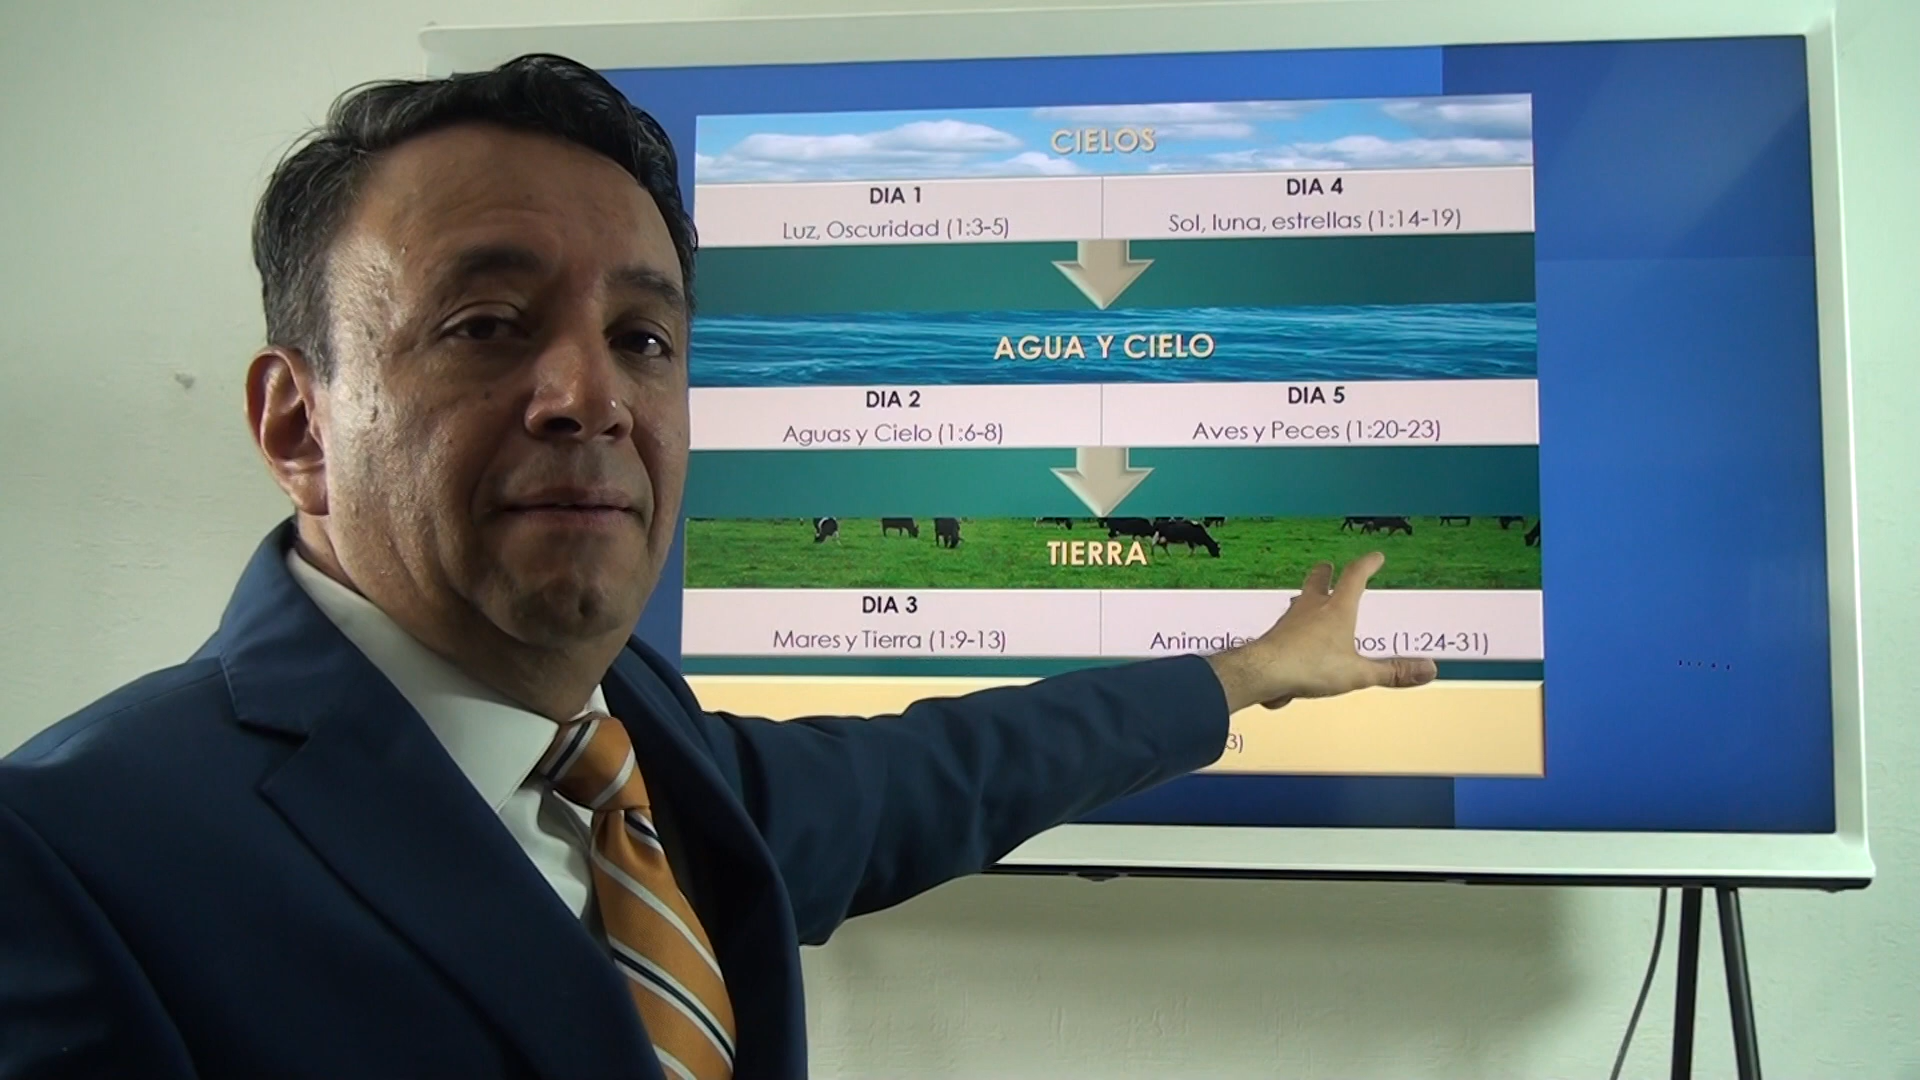 CIELOS
DIA 1
Luz, Oscuridad (1:3-5)
DIA 4
Sol, luna, estrellas (1:14-19)
AGUA Y CIELO
DIA 2
Aguas y Cielo (1:6-8)
DIA 5
Aves y Peces (1:20-23)
TIERRA
DIA 3
Mares y Tierra (1:9-13)
(1:24-31)